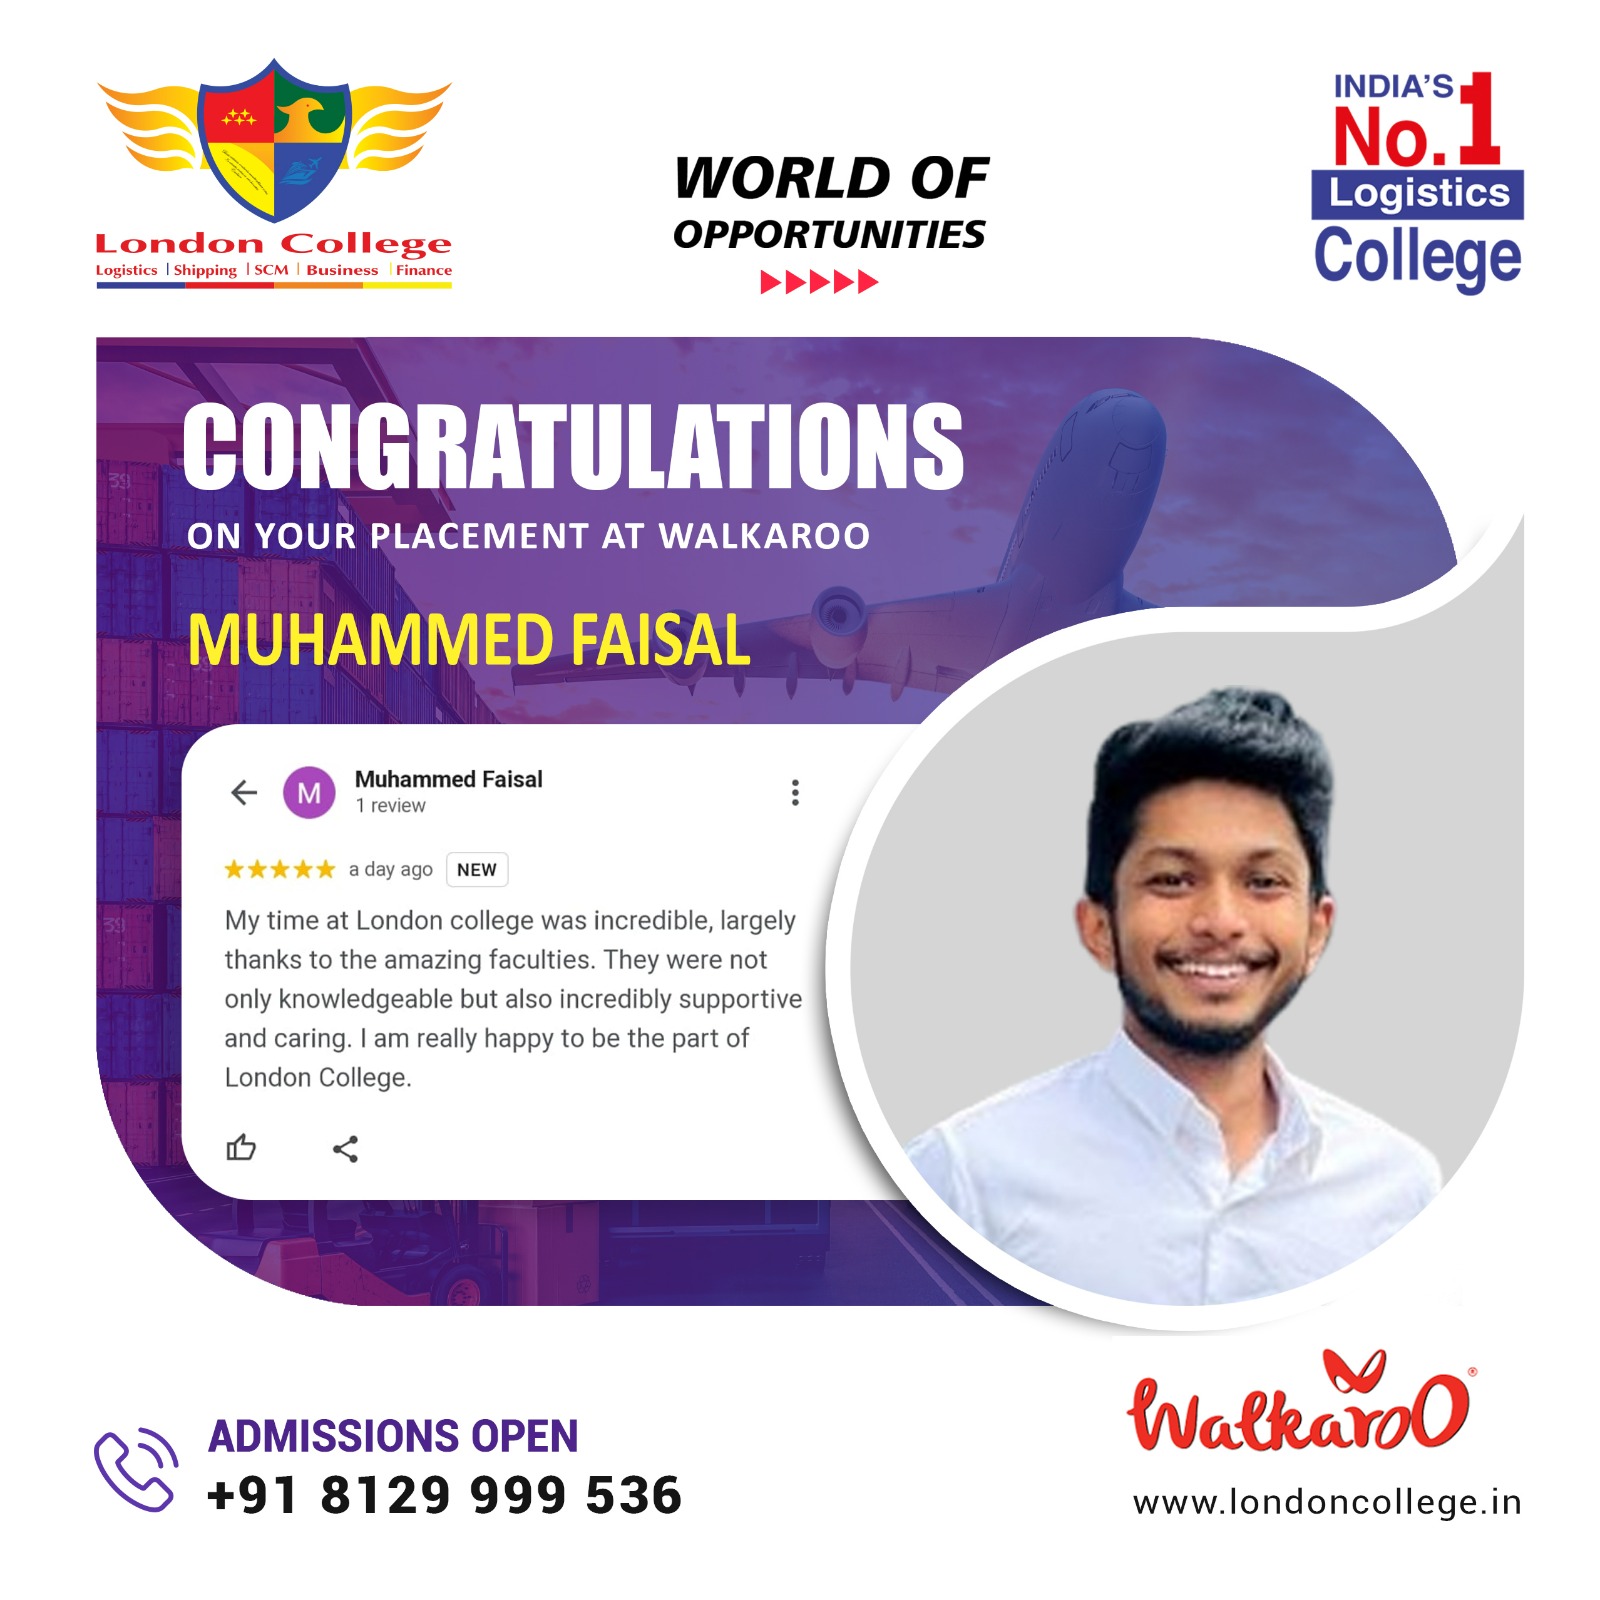 London College
Logistics | Shipping | SCM | Business | Finance
WORLD OF
OPPORTUNITIES
INDIA'S
No.1
Logistics
College
CONGRATULATIONS
ON YOUR PLACEMENT AT WALKAROO
MUHAMMED FAISAL
M
Muhammed Faisal
1 review
a day ago NEW
My time at London college was incredible, largely
thanks to the amazing faculties. They were not
only knowledgeable but also incredibly supportive
and caring. I am really happy to be the part of
London College.
39
39
Walkaroo®
ADMISSIONS OPEN
+91 8129 999 536
www.londoncollege.in